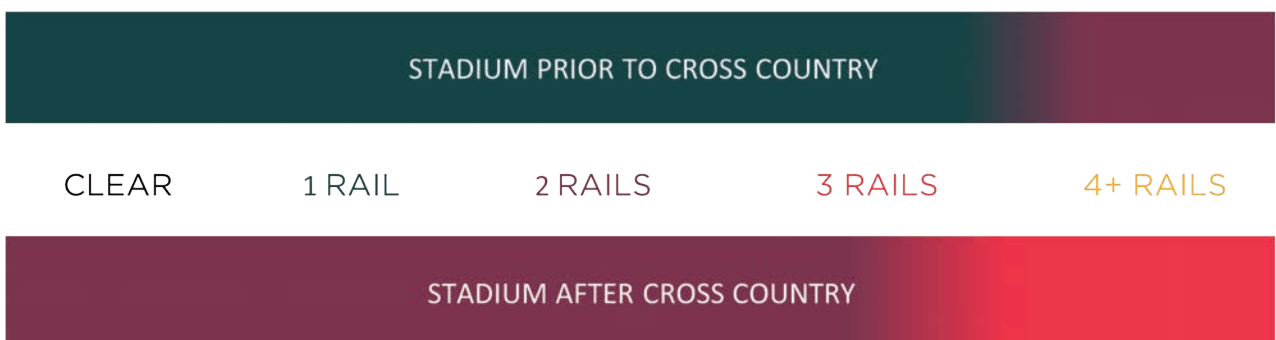 STADIUM PRIOR TO CROSS COUNTRY
CLEAR 1 RAIL 2 RAILS 3 RAILS 4+ RAILS
STADIUM AFTER CROSS COUNTRY